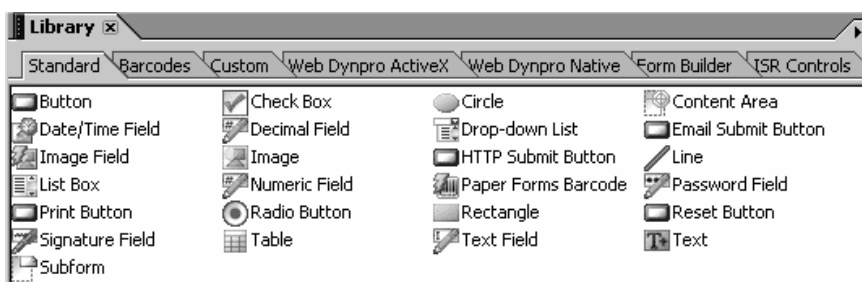 Library
Standard Barcodes Custom Web Dynpro ActiveX Web Dynpro Native Form Builder ISR Controls
Button Check Box Circle Content Area
Date/Time Field Decimal Field Drop-down List Email Submit Button
Image Field Image HTTP Submit Button Line
List Box Numeric Field Paper Forms Barcode Password Field
Print Button Radio Button Rectangle Reset Button
Signature Field Table Text Field Text
Subform